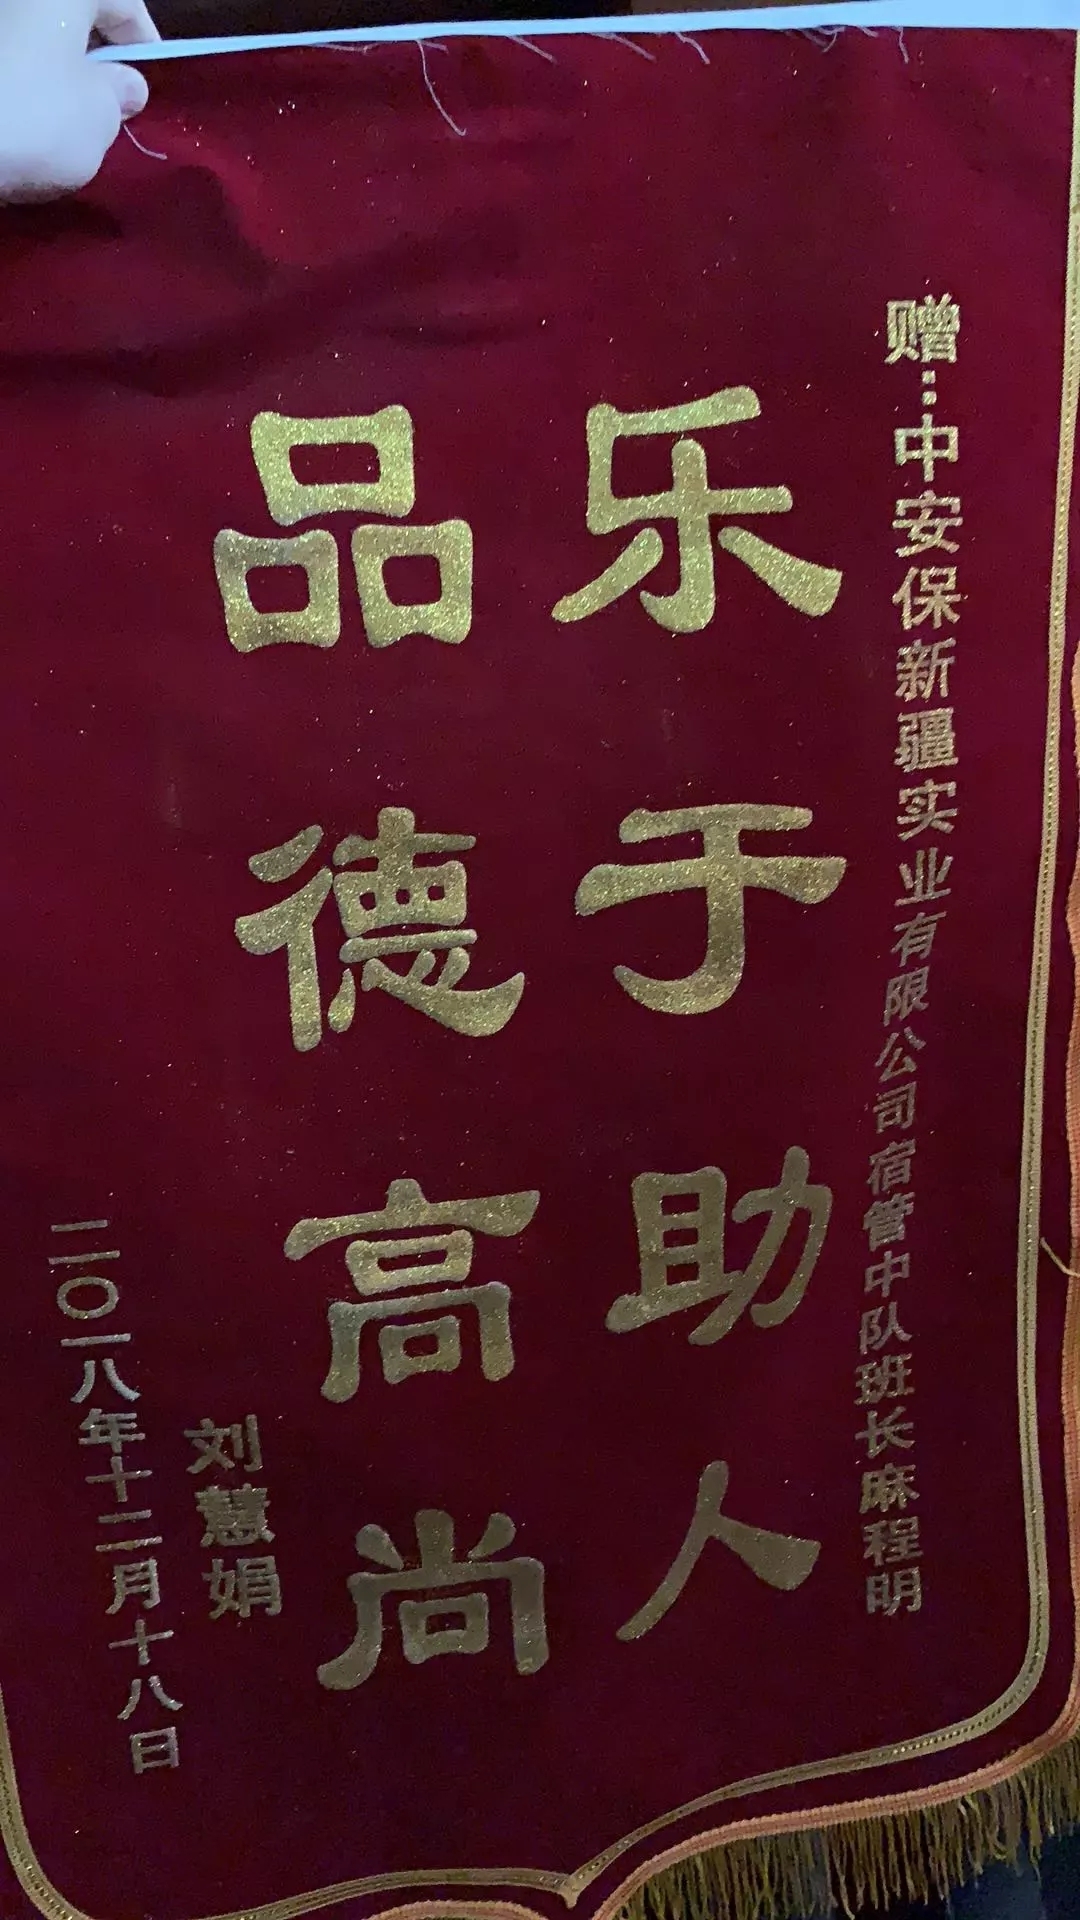 赠:中安保新疆实业有限公司宿管中队班长麻程明
乐于助人
品德高尚
刘慧娟
二〇一八年十二月十八日